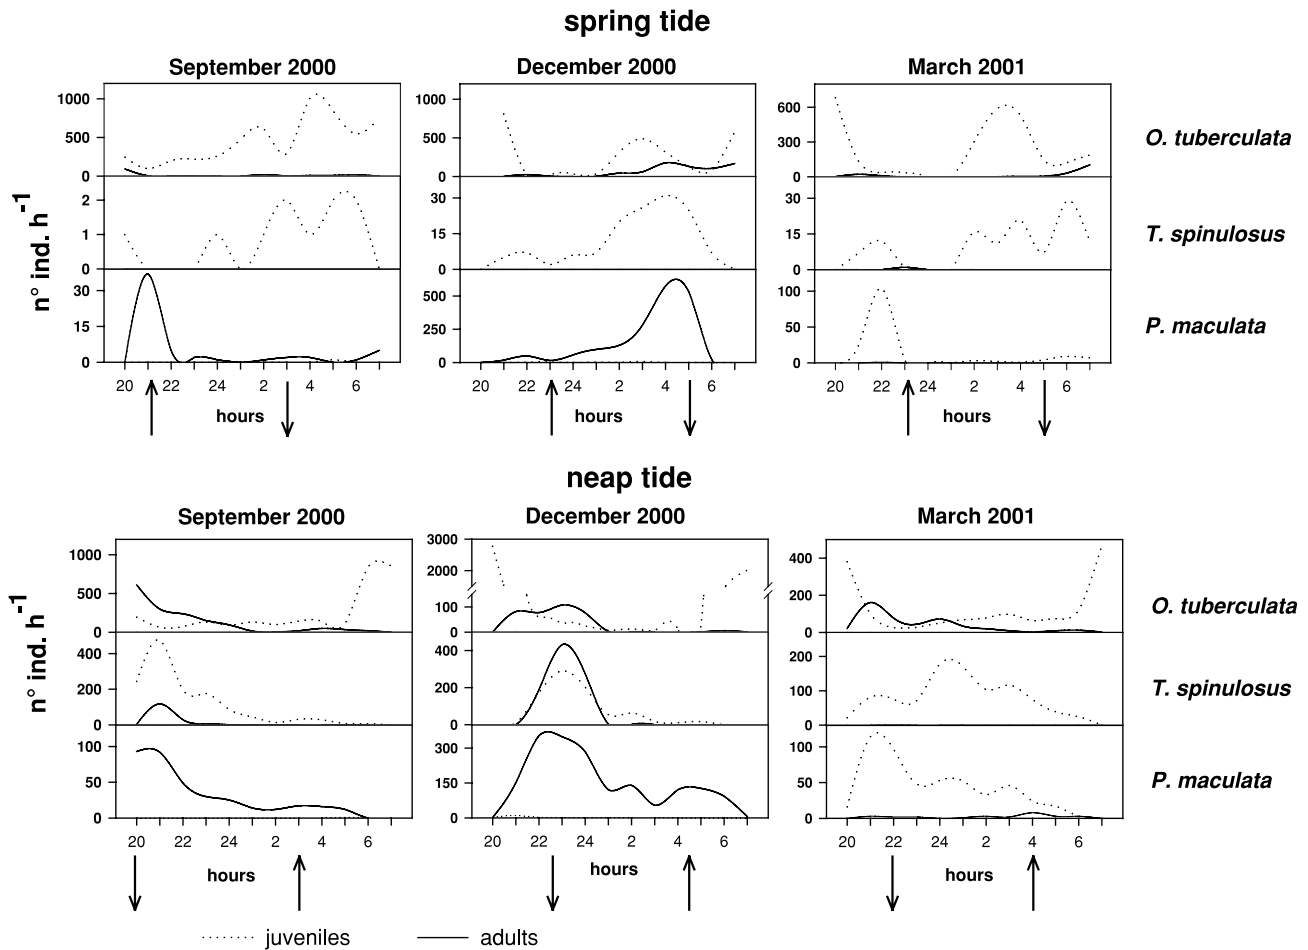 spring tide
September 2000 December 2000 March 2001
1000
500
0
1000
500
0
600
300
0
O. tuberculata
2
1
0
30
15
0
30
15
0
T. spinulosus
30
15
0
500
250
0
100
50
0
P. maculata
n° ind. h-1
20 22 24 2 4 6
20 22 24 2 4 6
20 22 24 2 4 6
hours hours hours
neap tide
September 2000 December 2000 March 2001
1000
500
0
3000
2000
100
0
400
200
0
O. tuberculata
400
200
0
400
200
0
200
100
0
T. spinulosus
100
50
0
300
150
0
100
50
0
P. maculata
n° ind. h-1
20 22 24 2 4 6
20 22 24 2 4 6
20 22 24 2 4 6
hours hours hours
juveniles adults